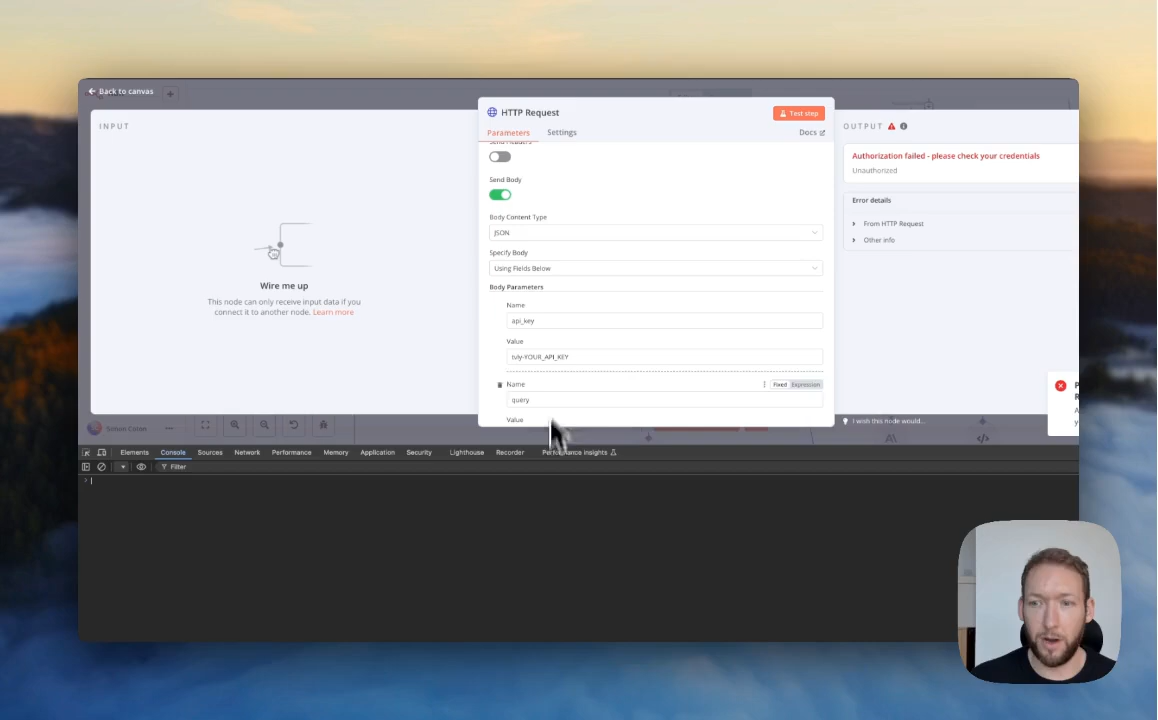 Back to canvas
INPUT
Wire me up
This node can only receive input data if you
connect it to another node. Learn more
HTTP Request
Test step
Parameters
Settings
Docs
Send Headers
Send Body
Body Content Type
JSON
Specify Body
Using Fields Below
Body Parameters
Name
api_key
Value
tvly-YOUR_API_KEY
Name
Fixed
Expression
query
Value
OUTPUT
Authorization failed - please check your credentials
Unauthorized
Error details
From HTTP Request
Other info
I wish this node would...
Elements
Console
Sources
Network
Performance
Memory
Application
Security
Lighthouse
Recorder
Performance insights
Filter